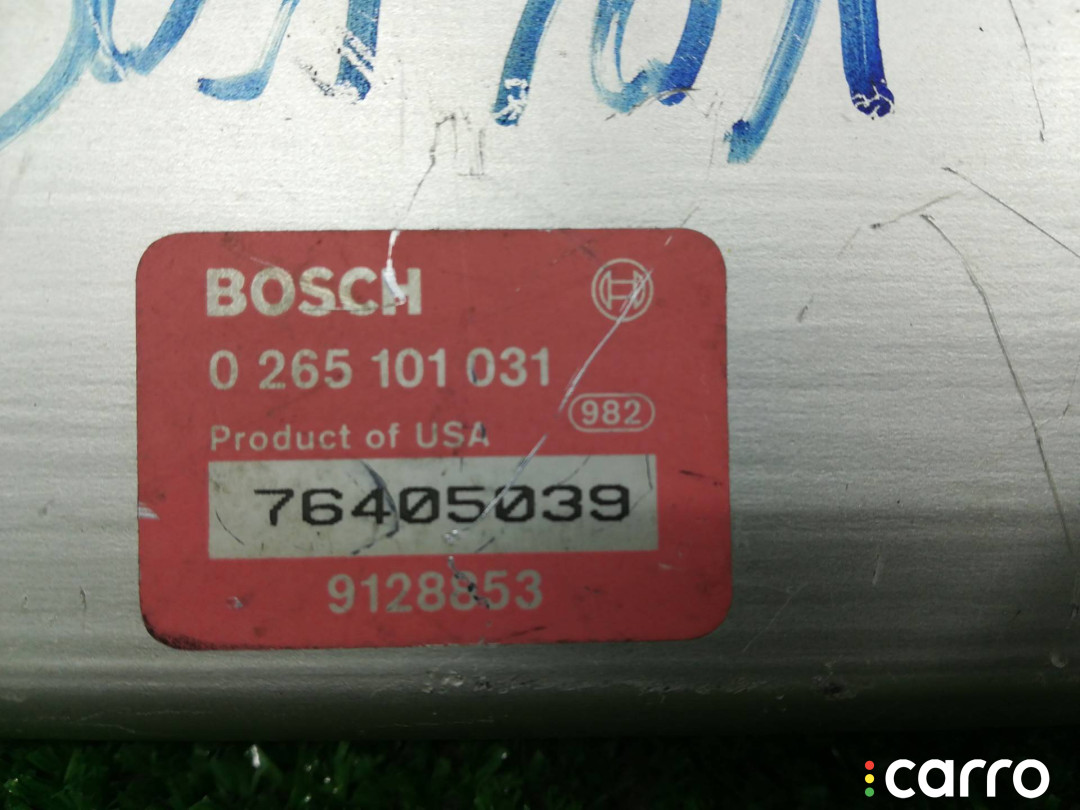 BOSCH
0 265 101 031
982
Product of USA
76405039
9128853
carro